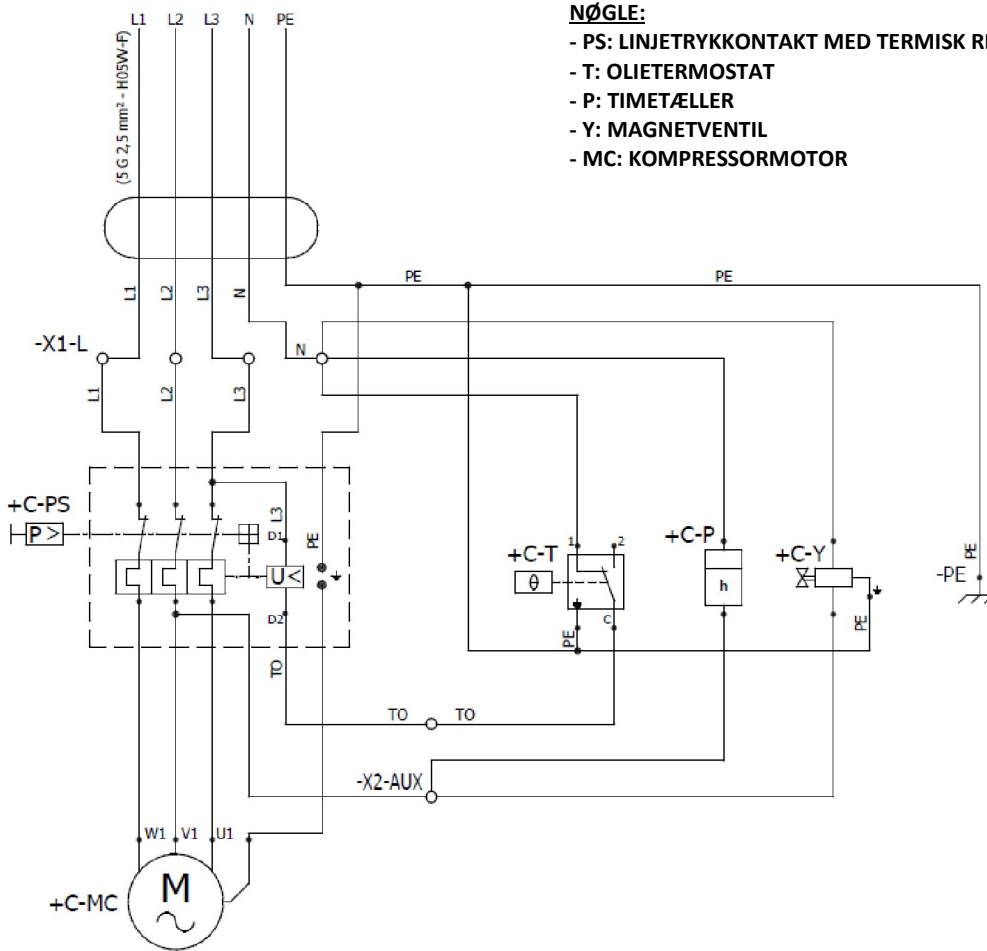 NØGLE:
- PS: LINJETRYKKONTAKT MED TERMISK
- T: OLIETERMOSTAT
- P: TIMETÆLLER
- Y: MAGNETVENTIL
- MC: KOMPRESSORMOTOR
L1 L2 L3 N PE
(5 G 2,5 mm² - H05W-F)
PE PE
L1 L2 L3 N
-X1-L N
L1 L2 L3
+C-PS
P>
L3
D1
PE
U<
D2
TO
+C-T
1 2
θ
C
PE
+C-P
h
+C-Y
PE
-PE
PE
TO TO
-X2-AUX
W1 V1 U1
+C-MC
M